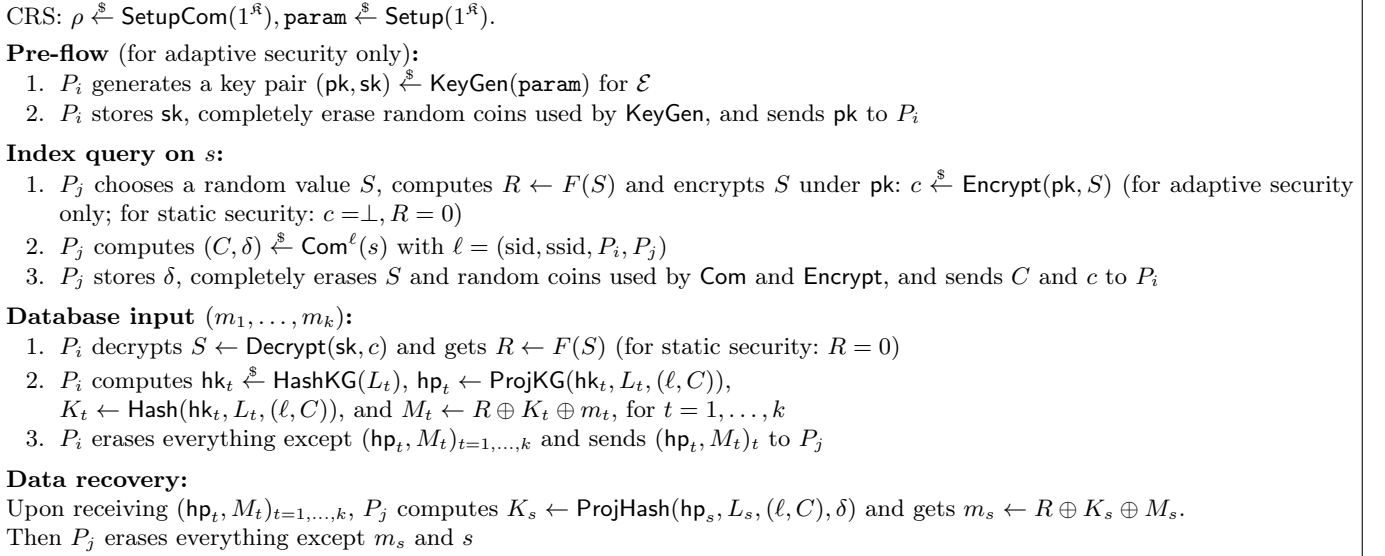 CRS: ρ ←$ SetupCom(1^𝔎), param ←$ Setup(1^𝔎).
Pre-flow (for adaptive security only):
1. P_i generates a key pair (pk, sk) ←$ KeyGen(param) for ℰ
2. P_i stores sk, completely erase random coins used by KeyGen, and sends pk to P_i
Index query on s:
1. P_j chooses a random value S, computes R ← F(S) and encrypts S under pk: c ←$ Encrypt(pk, S) (for adaptive security
only; for static security: c =⊥, R = 0)
2. P_j computes (C, δ) ←$ Com^ℓ(s) with ℓ = (sid, ssid, P_i, P_j)
3. P_j stores δ, completely erases S and random coins used by Com and Encrypt, and sends C and c to P_i
Database input (m_1, . . . , m_k):
1. P_i decrypts S ← Decrypt(sk, c) and gets R ← F(S) (for static security: R = 0)
2. P_i computes hk_t ←$ HashKG(L_t), hp_t ← ProjKG(hk_t, L_t, (ℓ, C)),
K_t ← Hash(hk_t, L_t, (ℓ, C)), and M_t ← R ⊕ K_t ⊕ m_t, for t = 1, . . . , k
3. P_i erases everything except (hp_t, M_t)_{t=1,...,k} and sends (hp_t, M_t)_t to P_j
Data recovery:
Upon receiving (hp_t, M_t)_{t=1,...,k}, P_j computes K_s ← ProjHash(hp_s, L_s, (ℓ, C), δ) and gets m_s ← R ⊕ K_s ⊕ M_s.
Then P_j erases everything except m_s and s